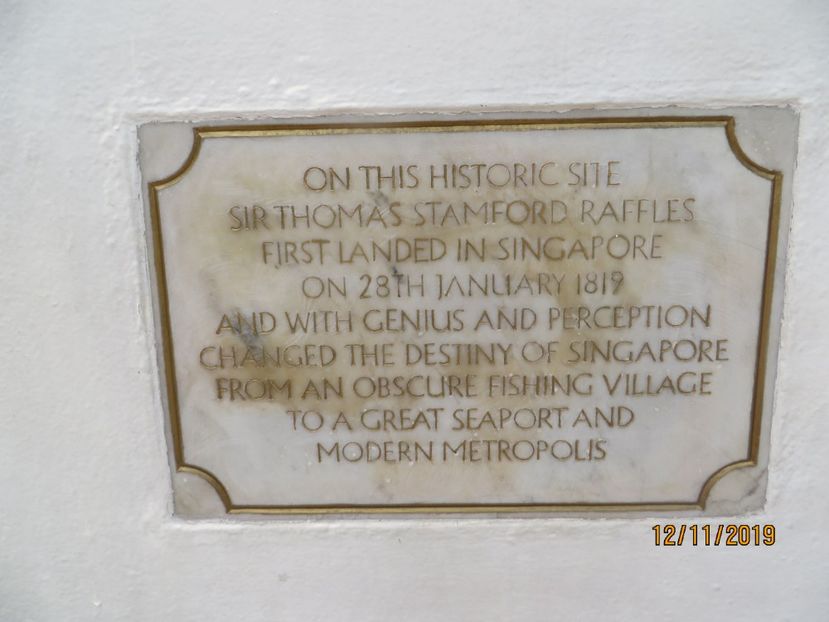 ON THIS HISTORIC SITE
SIR THOMAS STAMFORD RAFFLES
FIRST LANDED IN SINGAPORE
ON 28TH JANUARY 1819
AND WITH GENIUS AND PERCEPTION
CHANGED THE DESTINY OF SINGAPORE
FROM AN OBSCURE FISHING VILLAGE
TO A GREAT SEAPORT AND
MODERN METROPOLIS
12/11/2019